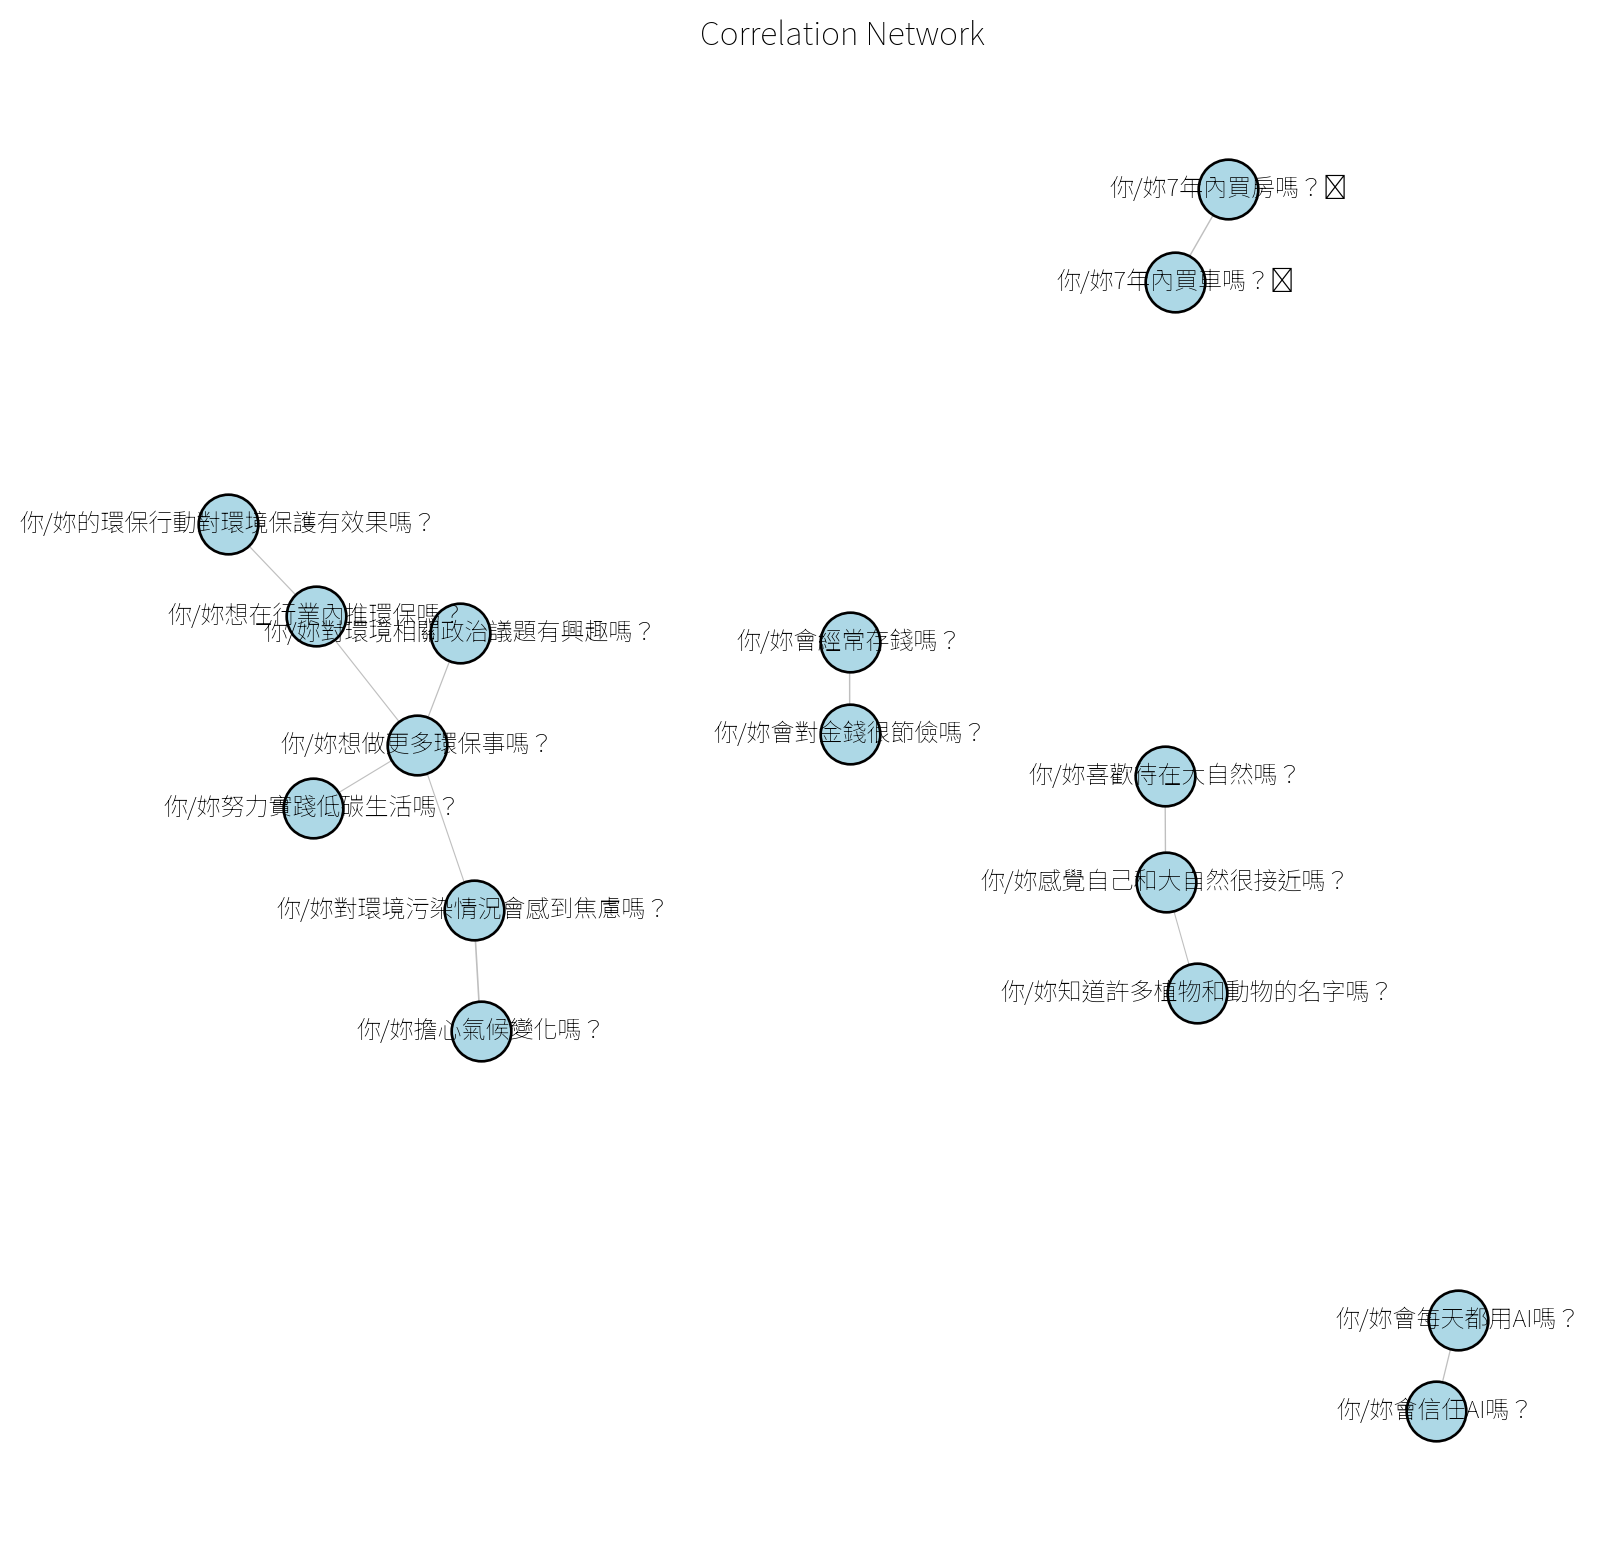 Correlation Network
你/妳7年內買房嗎？
你/妳7年內買車嗎？
你/妳的環保行動對環境保護有效果嗎？
你/妳想在行業內推環保嗎？
你/妳對環境相關政治議題有興趣嗎？
你/妳會經常存錢嗎？
你/妳會對金錢很節儉嗎？
你/妳想做更多環保事嗎？
你/妳喜歡待在大自然嗎？
你/妳努力實踐低碳生活嗎？
你/妳感覺自己和大自然很接近嗎？
你/妳對環境污染情況會感到焦慮嗎？
你/妳知道許多植物和動物的名字嗎？
你/妳擔心氣候變化嗎？
你/妳會每天都用AI嗎？
你/妳會信任AI嗎？